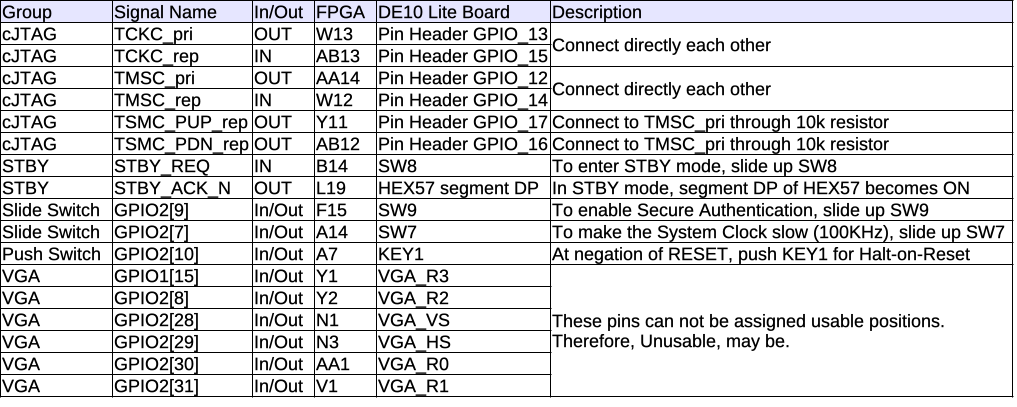 Group Signal Name In/Out FPGA DE10 Lite Board Description
cJTAG TCKC_pri OUT W13 Pin Header GPIO_13 Connect directly each other
cJTAG TCKC_rep IN AB13 Pin Header GPIO_15
cJTAG TMSC_pri OUT AA14 Pin Header GPIO_12 Connect directly each other
cJTAG TMSC_rep IN W12 Pin Header GPIO_14
cJTAG TSMC_PUP_rep OUT Y11 Pin Header GPIO_17 Connect to TMSC_pri through 10k resistor
cJTAG TSMC_PDN_rep OUT AB12 Pin Header GPIO_16 Connect to TMSC_pri through 10k resistor
STBY STBY_REQ IN B14 SW8 To enter STBY mode, slide up SW8
STBY STBY_ACK_N OUT L19 HEX57 segment DP In STBY mode, segment DP of HEX57 becomes ON
Slide Switch GPIO2[9] In/Out F15 SW9 To enable Secure Authentication, slide up SW9
Slide Switch GPIO2[7] In/Out A14 SW7 To make the System Clock slow (100KHz), slide up SW7
Push Switch GPIO2[10] In/Out A7 KEY1 At negation of RESET, push KEY1 for Halt-on-Reset
VGA GPIO1[15] In/Out Y1 VGA_R3
VGA GPIO2[8] In/Out Y2 VGA_R2
VGA GPIO2[28] In/Out N1 VGA_VS These pins can not be assigned usable positions.
VGA GPIO2[29] In/Out N3 VGA_HS Therefore, Unusable, may be.
VGA GPIO2[30] In/Out AA1 VGA_R0
VGA GPIO2[31] In/Out V1 VGA_R1